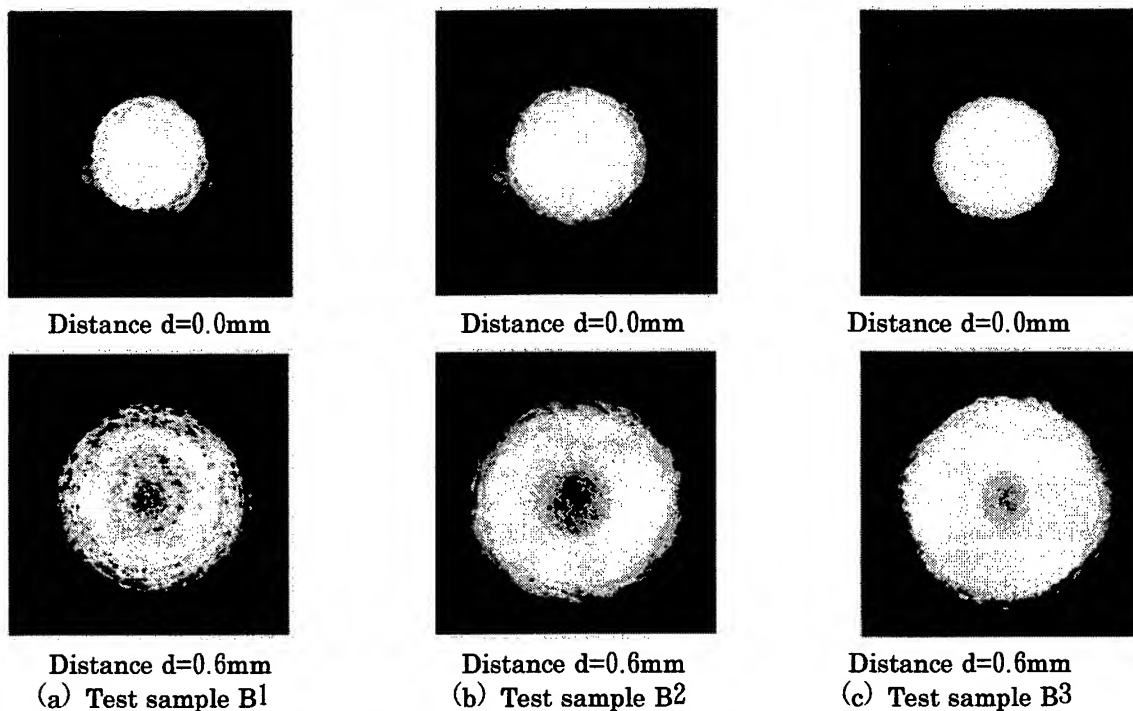 Distance d=0.0mm Distance d=0.0mm Distance d=0.0mm
Distance d=0.6mm Distance d=0.6mm Distance d=0.6mm
(a) Test sample B1 (b) Test sample B2 (c) Test sample B3